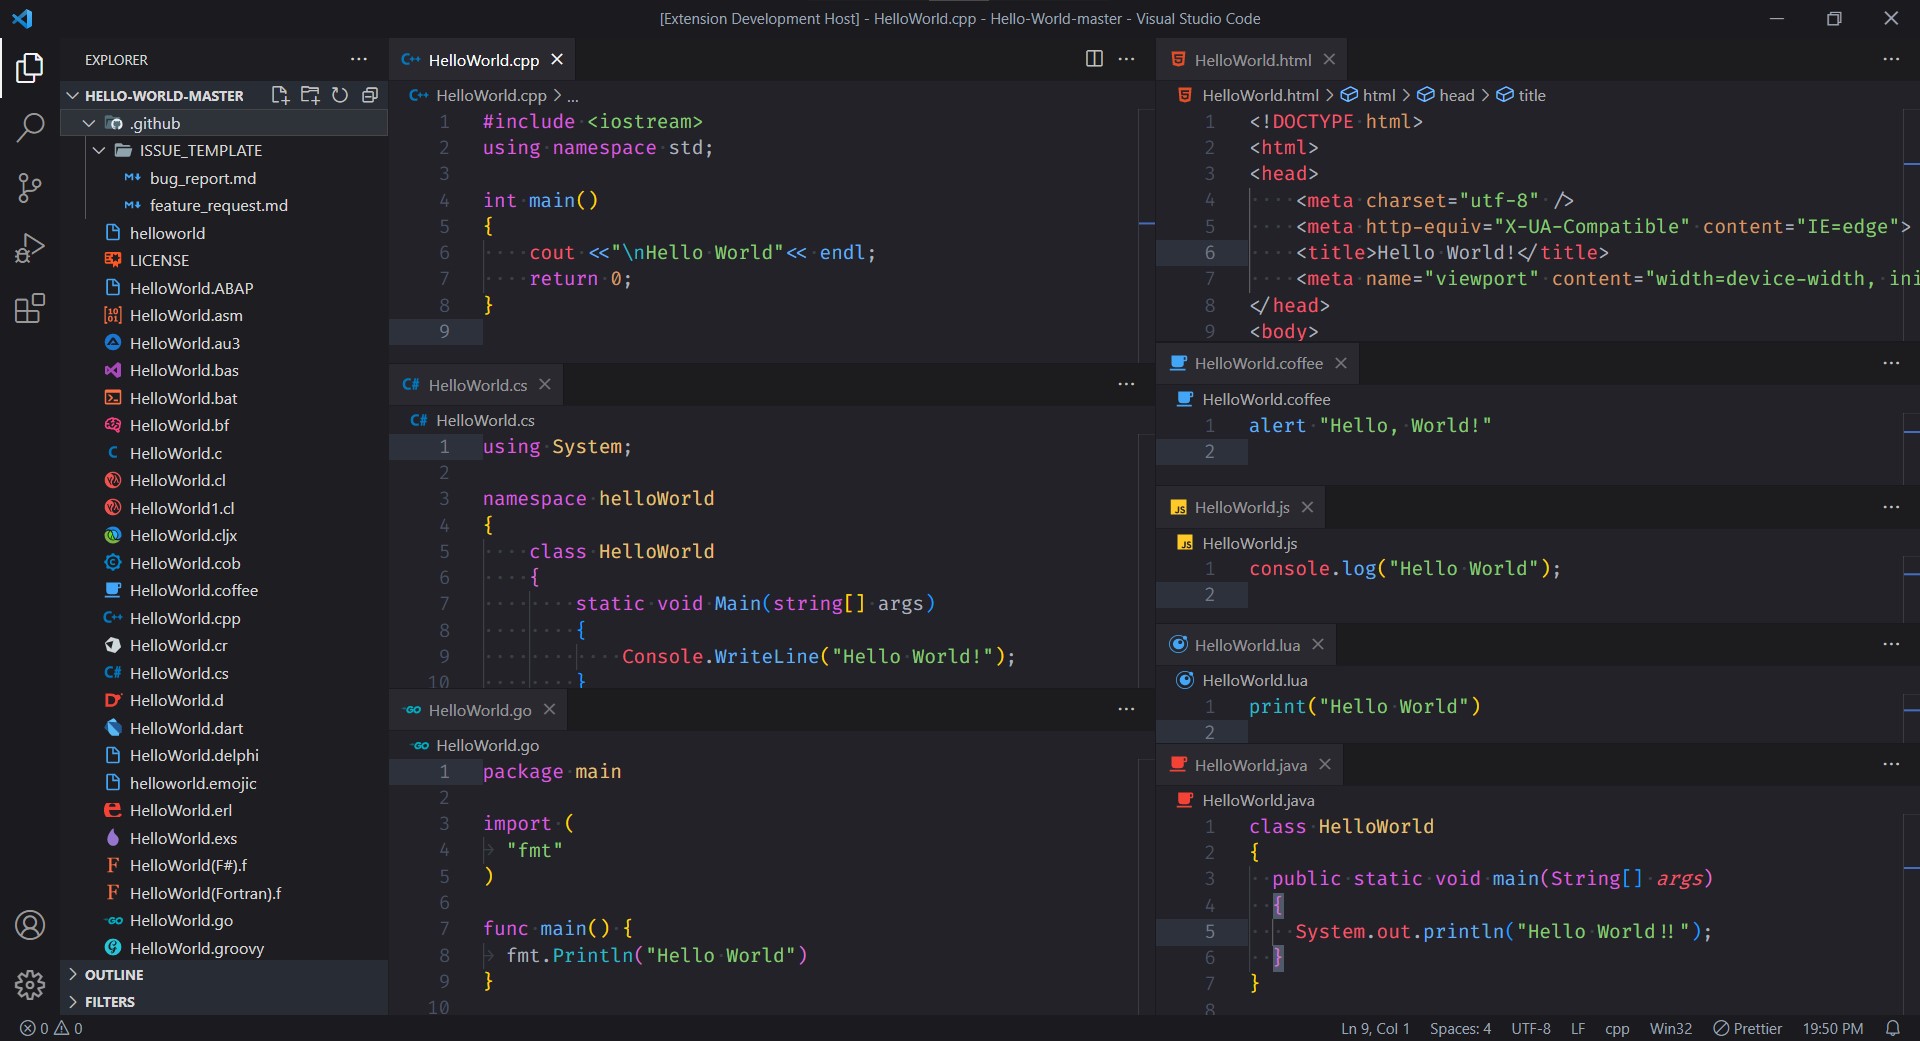 [Extension Development Host] - HelloWorld.cpp - Hello-World-master - Visual Studio Code
EXPLORER
HELLO-WORLD-MASTER
.github
ISSUE_TEMPLATE
bug_report.md
feature_request.md
helloworld
LICENSE
HelloWorld.ABAP
HelloWorld.asm
HelloWorld.au3
HelloWorld.bas
HelloWorld.bat
HelloWorld.bf
HelloWorld.c
HelloWorld.cl
HelloWorld1.cl
HelloWorld.cljx
HelloWorld.cob
HelloWorld.coffee
HelloWorld.cpp
HelloWorld.cr
HelloWorld.cs
HelloWorld.d
HelloWorld.dart
HelloWorld.delphi
helloworld.emojic
HelloWorld.erl
HelloWorld.exs
HelloWorld(F#).f
HelloWorld(Fortran).f
HelloWorld.go
HelloWorld.groovy
OUTLINE
FILTERS
HelloWorld.cpp
HelloWorld.cpp > ...
1 #include <iostream>
2 using namespace std;
3
4 int main()
5 {
6 cout <<"\nHello World"<< endl;
7 return 0;
8 }
9
HelloWorld.cs
HelloWorld.cs
1 using System;
2
3 namespace helloWorld
4 {
5 class HelloWorld
6 {
7 static void Main(string[] args)
8 {
9 Console.WriteLine("Hello World!");
10 }
HelloWorld.go
HelloWorld.go
1 package main
2
3 import (
4 "fmt"
5 )
6
7 func main() {
8 fmt.Println("Hello World")
9 }
10
HelloWorld.html
HelloWorld.html > html > head > title
1 <!DOCTYPE html>
2 <html>
3 <head>
4 <meta charset="utf-8" />
5 <meta http-equiv="X-UA-Compatible" content="IE=edge">
6 <title>Hello World!</title>
7 <meta name="viewport" content="width=device-width, ini
8 </head>
9 <body>
HelloWorld.coffee
HelloWorld.coffee
1 alert "Hello, World!"
2
HelloWorld.js
HelloWorld.js
1 console.log("Hello World");
2
HelloWorld.lua
HelloWorld.lua
1 print("Hello World")
2
HelloWorld.java
HelloWorld.java
1 class HelloWorld
2 {
3 public static void main(String[] args)
4 {
5 System.out.println("Hello World!!");
6 }
7 }
8
0 0
Ln 9, Col 1 Spaces: 4 UTF-8 LF cpp Win32 Prettier 19:50 PM